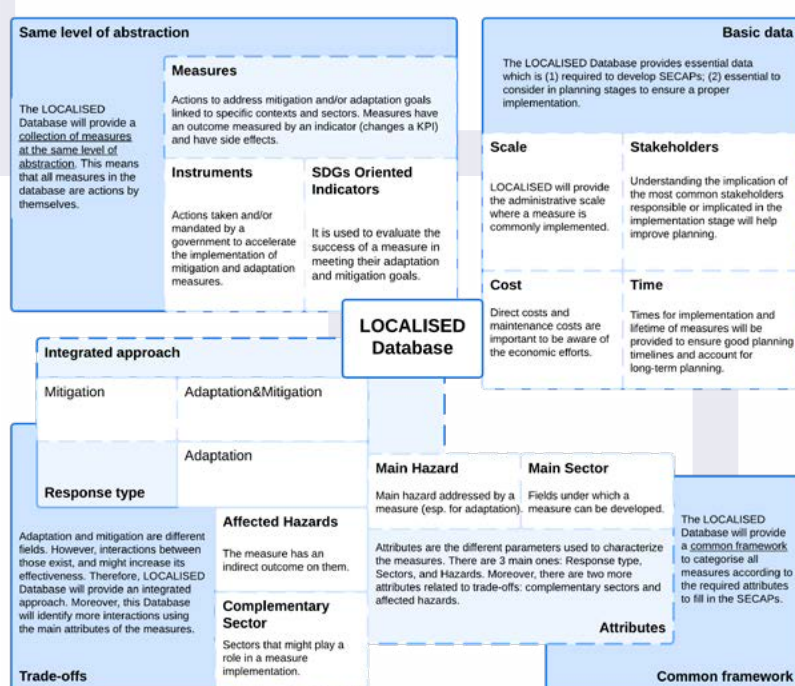 Same level of abstraction
The LOCALISED
Database will provide a
collection of measures
at the same level of
abstraction. This means
that all measures in the
database are actions by
themselves.
Measures
Actions to address mitigation and/or adaptation goals
linked to specific contexts and sectors. Measures have
an outcome measured by an indicator (changes a KPI)
and have side effects.
Instruments
Actions taken and/or
mandated by a
government to accelerate
the implementation of
mitigation and adaptation
measures.
SDGs Oriented
Indicators
It is used to evaluate the
success of a measure in
meeting their adaptation
and mitigation goals.
Basic data
The LOCALISED Database provides essential data
which is (1) required to develop SECAPs; (2) essential to
consider in planning stages to ensure a proper
implementation.
Scale
LOCALISED will provide
the administrative scale
where a measure is
commonly implemented.
Stakeholders
Understanding the implication of
the most common stakeholders
responsible or implicated in the
implementation stage will help
improve planning.
Cost
Direct costs and
maintenance costs are
important to be aware of
the economic efforts.
Time
Times for implementation and
lifetime of measures will be
provided to ensure good planning
timelines and account for
long-term planning.
LOCALISED
Database
Integrated approach
Mitigation
Adaptation&Mitigation
Adaptation
Response type
Adaptation and mitigation are different
fields. However, interactions between
those exist, and might increase its
effectiveness. Therefore, LOCALISED
Database will provide an integrated
approach. Moreover, this Database
will identify more interactions using
the main attributes of the measures.
Trade-offs
Affected Hazards
The measure has an
indirect outcome on them.
Complementary
Sector
Sectors that might play a
role in a measure
implementation.
Main Hazard
Main hazard addressed by a
measure (esp. for adaptation).
Main Sector
Fields under which a
measure can be developed.
Attributes are the different parameters used to characterize
the measures. There are 3 main ones: Response type,
Sectors, and Hazards. Moreover, there are two more
attributes related to trade-offs: complementary sectors and
affected hazards.
Attributes
The LOCALISED
Database will provide
a common framework
to categorise all
measures according to
the required attributes
to fill in the SECAPs.
Common framework